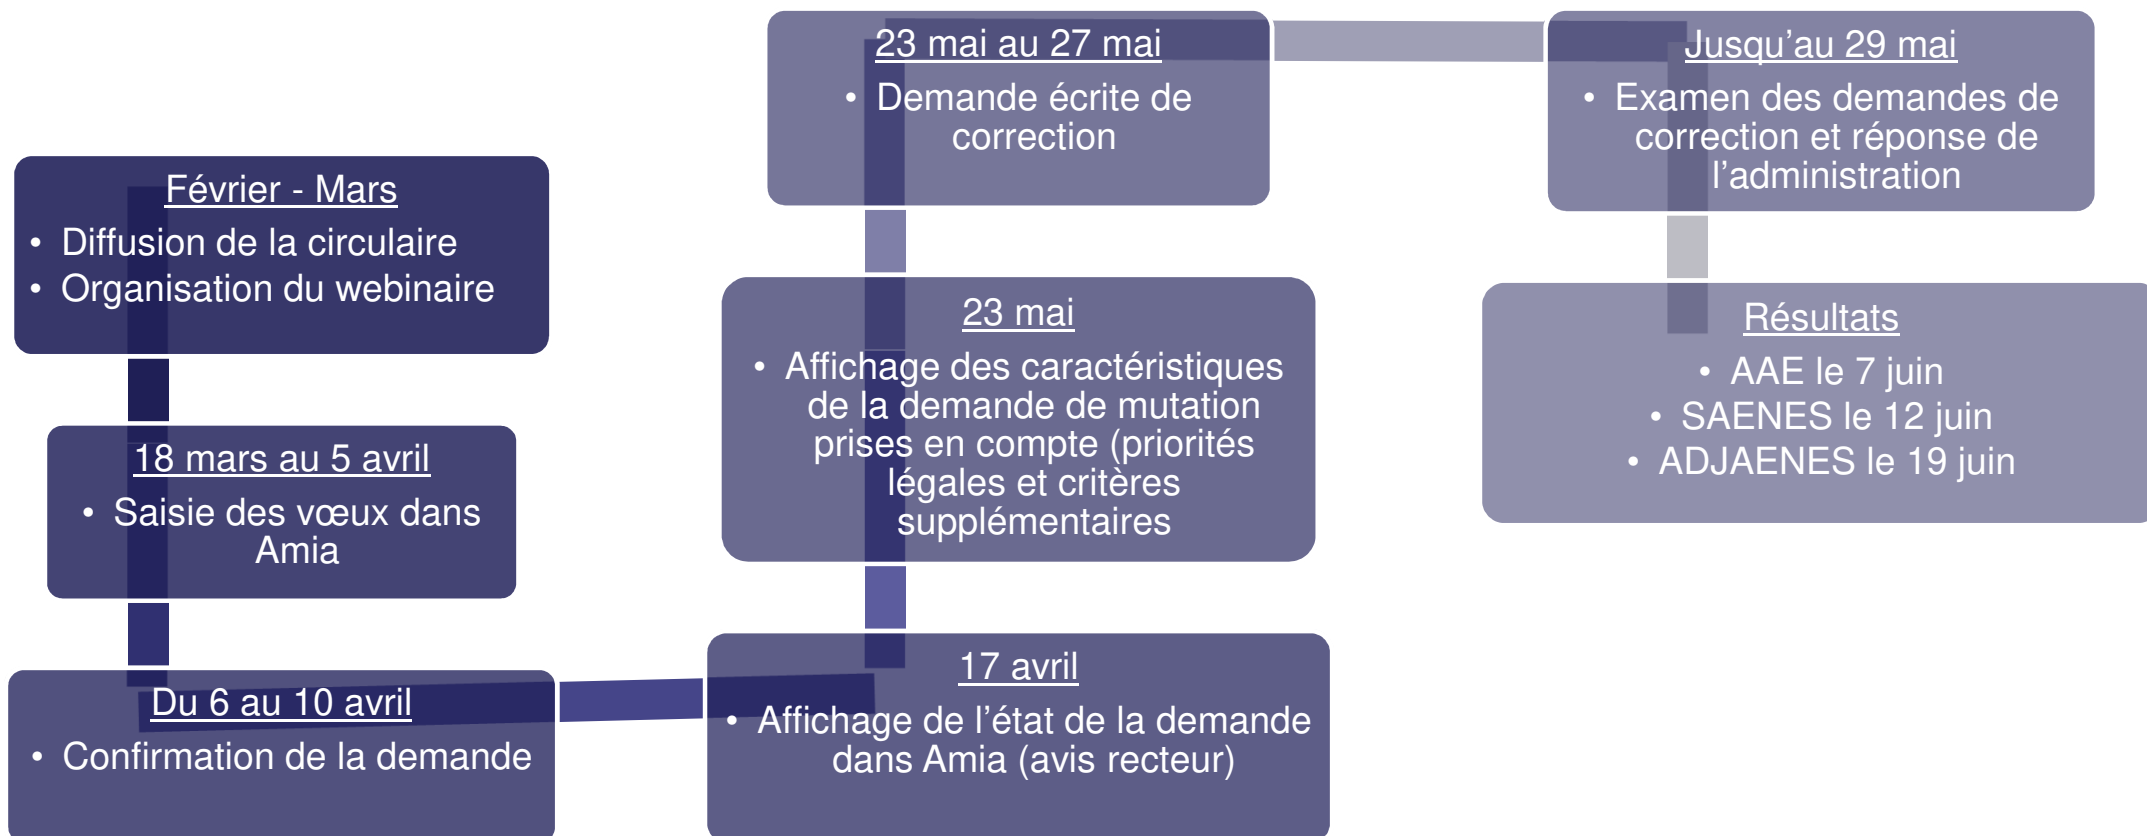 Février - Mars
• Diffusion de la circulaire
• Organisation du webinaire
18 mars au 5 avril
• Saisie des vœux dans
Amia
Du 6 au 10 avril
• Confirmation de la demande
17 avril
• Affichage de l’état de la demande
dans Amia (avis recteur)
23 mai
• Affichage des caractéristiques
de la demande de mutation
prises en compte (priorités
légales et critères
supplémentaires
23 mai au 27 mai
• Demande écrite de
correction
Jusqu’au 29 mai
• Examen des demandes de
correction et réponse de
l’administration
Résultats
• AAE le 7 juin
• SAENES le 12 juin
• ADJAENES le 19 juin